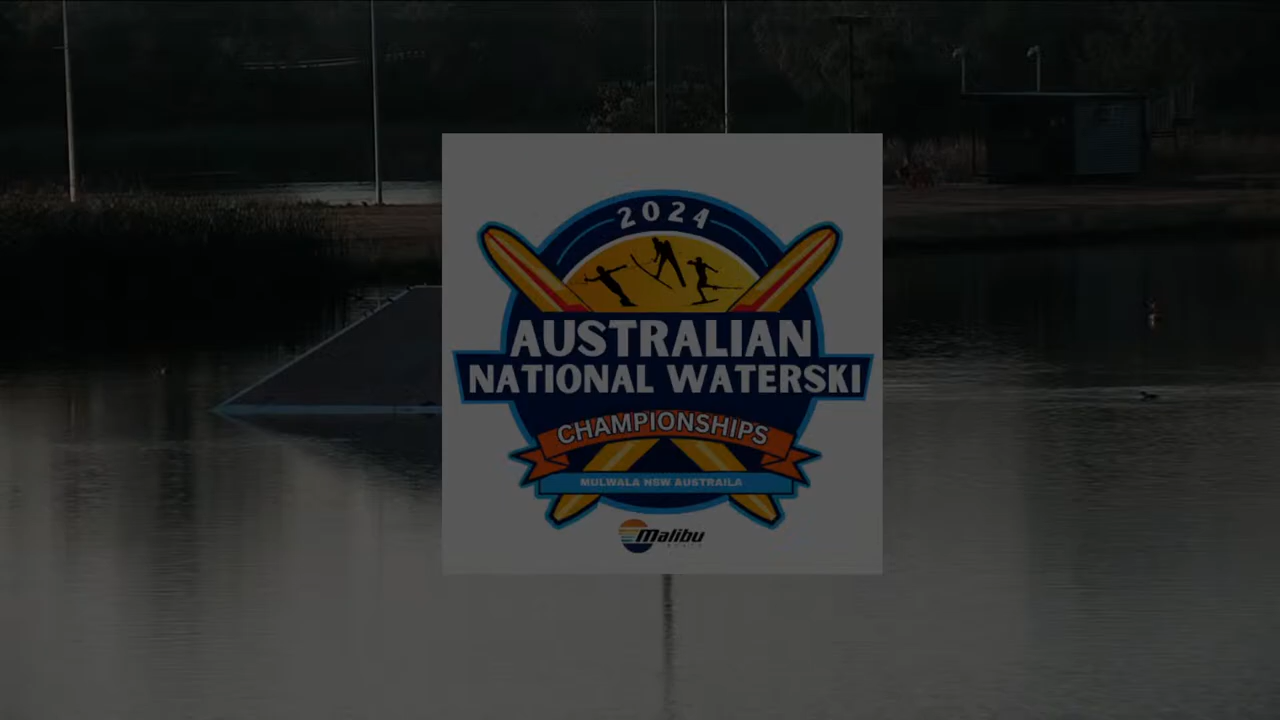 2024
AUSTRALIAN
NATIONAL WATERSKI
CHAMPIONSHIPS
MULWALA NSW AUSTRAILA
Malibu